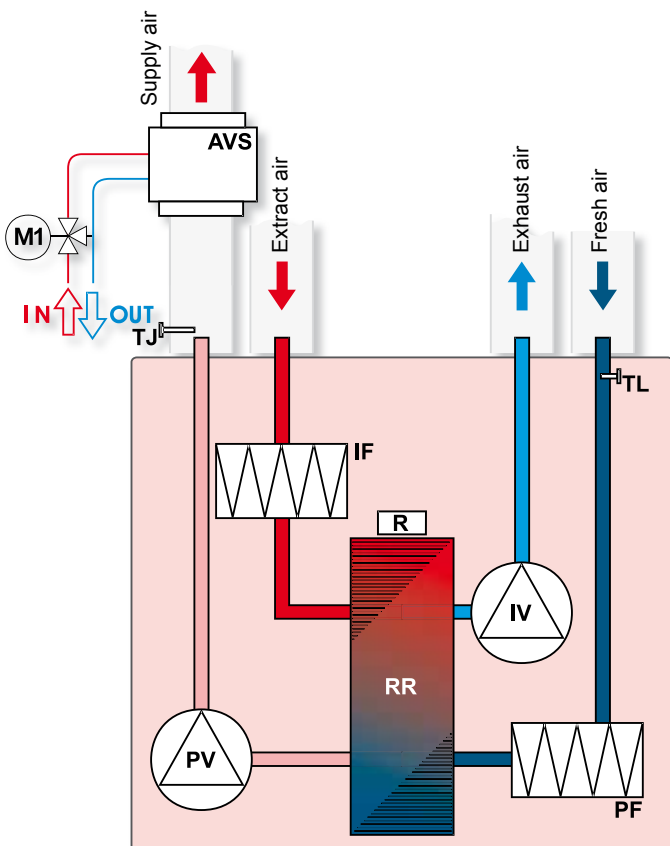 Supply air
AVS
Extract air
Exhaust air
Fresh air
M1
IN
OUT
TJ
TL
IF
R
IV
RR
PV
PF